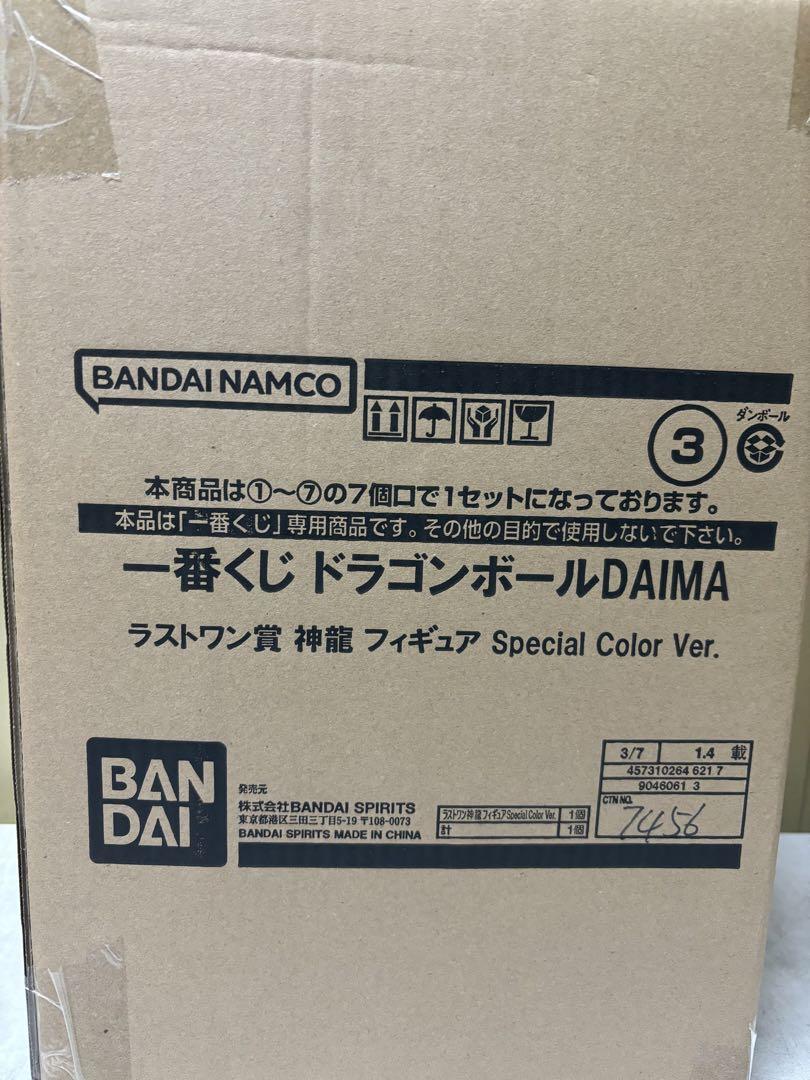 BANDAI NAMCO
3
ダンボール
本商品は①～⑦の7個口で1セットになっております。
本品は「一番くじ」専用商品です。その他の目的で使用しないで下さい。
一番くじ ドラゴンボールDAIMA
ラストワン賞 神龍 フィギュア Special Color Ver.
BAN
DAI
発売元
株式会社BANDAI SPIRITS
東京都港区三田三丁目5-19 〒108-0073
BANDAI SPIRITS MADE IN CHINA
ラストワン神龍フィギュアSpecial Color Ver. 1個
計 1個
3/7 1.4 載
457310264 621 7
9046061 3
CTN NO.
7456